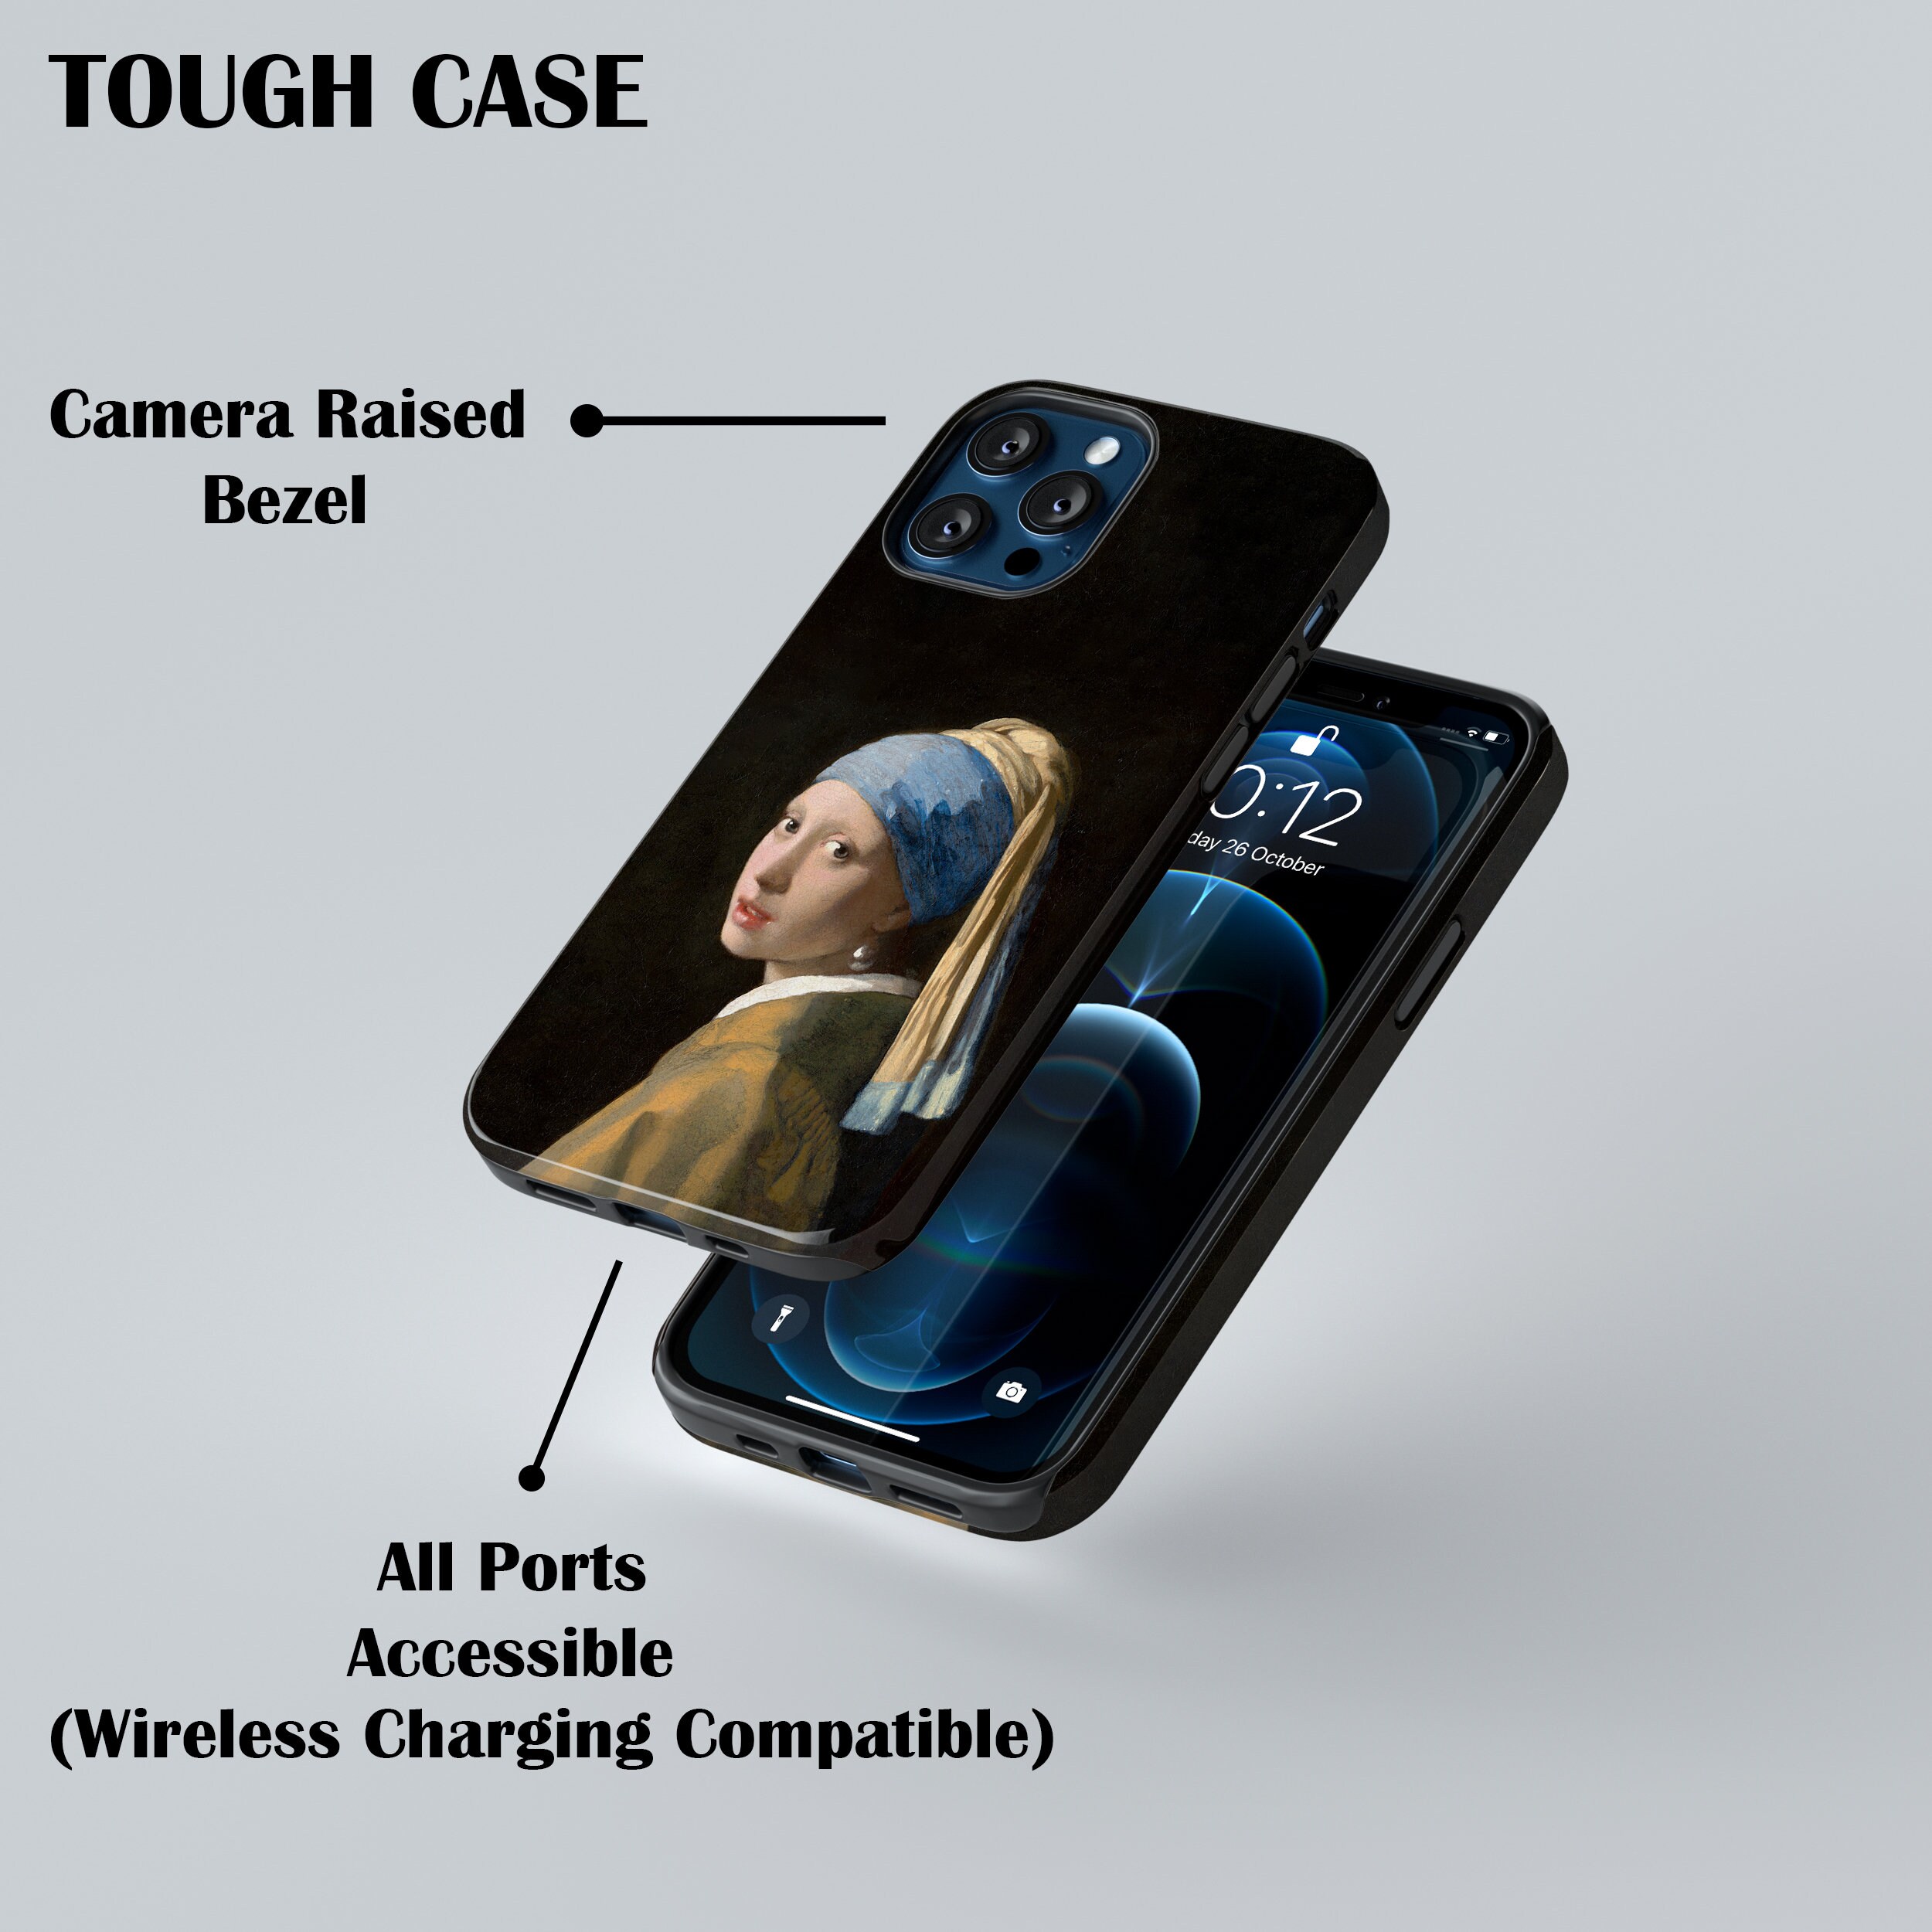 TOUGH CASE
Camera Raised
Bezel
0:12
day 26 October
All Ports
Accessible
(Wireless Charging Compatible)